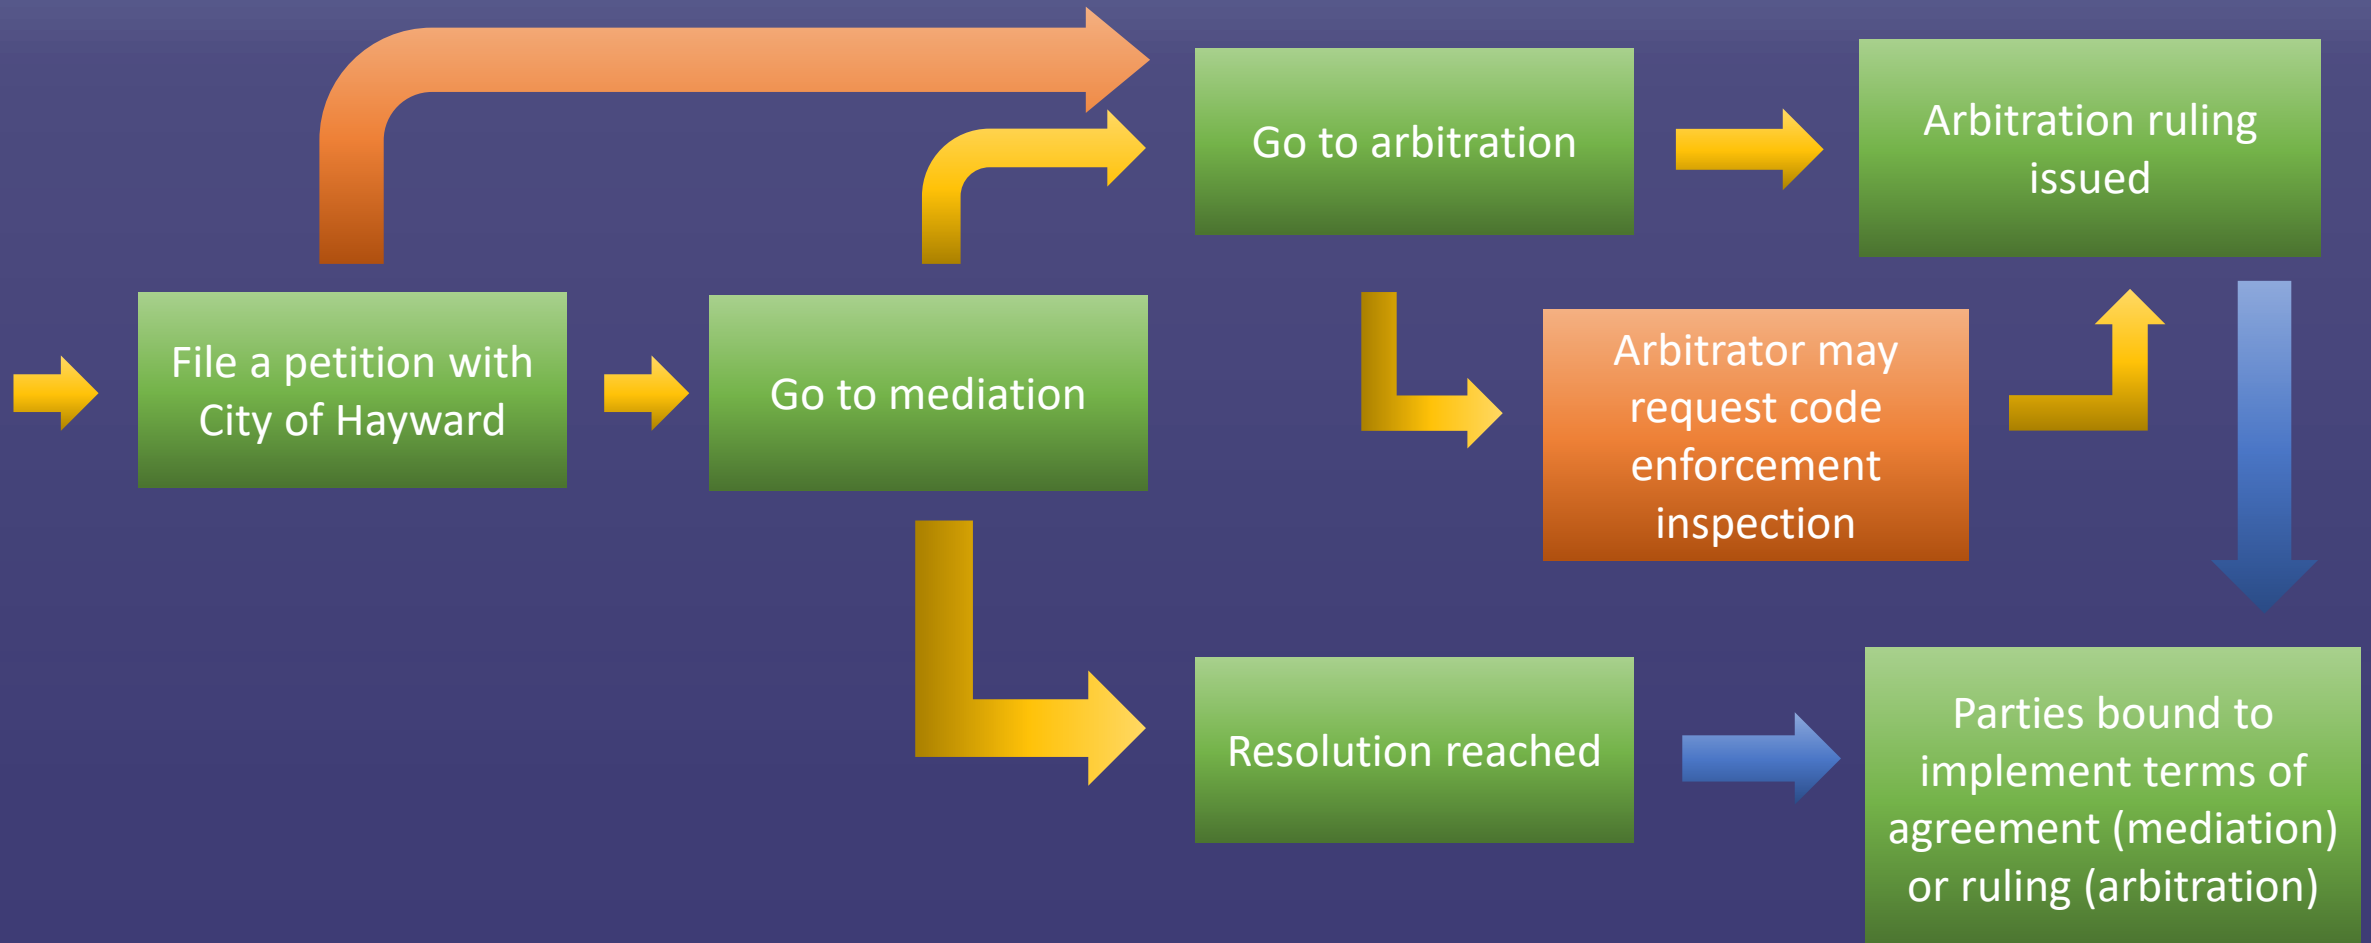 File a petition with
City of Hayward
Go to mediation
Go to arbitration
Arbitration ruling
issued
Arbitrator may
request code
enforcement
inspection
Resolution reached
Parties bound to
implement terms of
agreement (mediation)
or ruling (arbitration)